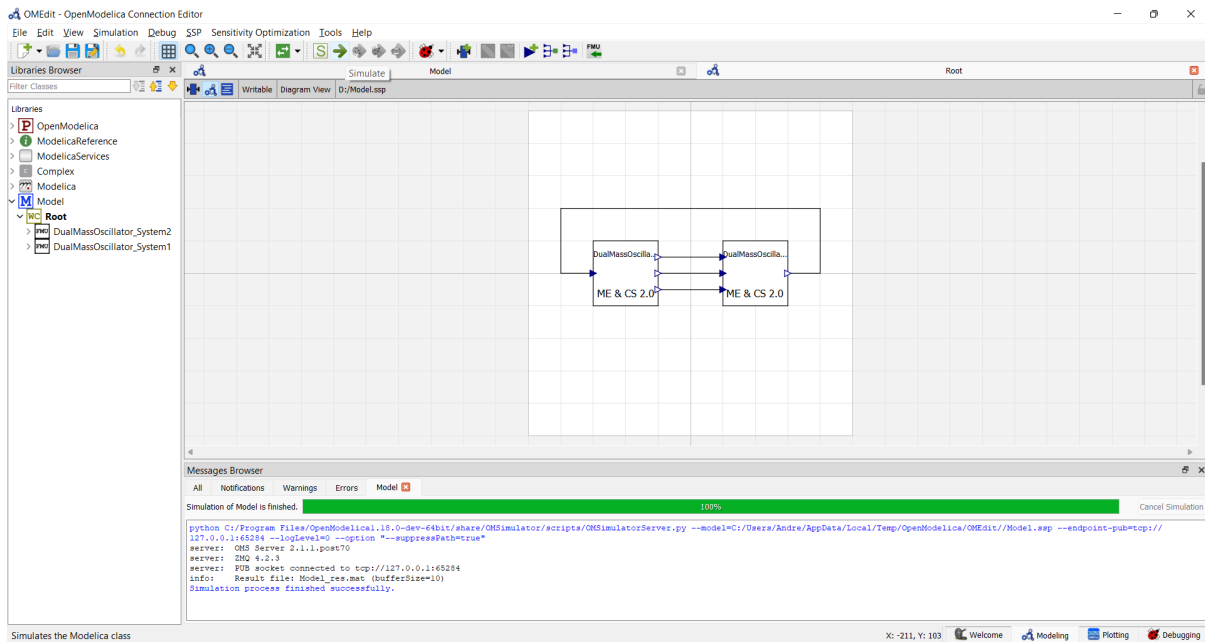 OMEdit - OpenModelica Connection Editor
File Edit View Simulation Debug SSP Sensitivity Optimization Tools Help
S
FMU
Libraries Browser
Simulate
Model
Root
Filter Classes
Writable Diagram View D:/Model.ssp
Libraries
P OpenModelica
i ModelicaReference
ModelicaServices
C Complex
Modelica
M Model
WC Root
FMU DualMassOscillator_System2
FMU DualMassOscillator_System1
DualMassOscilla...
DualMassOscilla...
ME & CS 2.0
ME & CS 2.0
Messages Browser
All Notifications Warnings Errors Model
Simulation of Model is finished.
100%
Cancel Simulation
python C:/Program Files/OpenModelica1.18.0-dev-64bit/share/OMSimulator/scripts/OMSimulatorServer.py --model=C:/Users/Andre/AppData/Local/Temp/OpenModelica/OMEdit//Model.ssp --endpoint-pub=tcp://
127.0.0.1:65284 --logLevel=0 --option "--suppressPath=true"
server: OMS Server 2.1.1.post70
server: ZMQ 4.2.3
server: PUB socket connected to tcp://127.0.0.1:65284
info: Result file: Model_res.mat (bufferSize=10)
Simulation process finished successfully.
Simulates the Modelica class
X: -211, Y: 103 Welcome Modeling Plotting Debugging